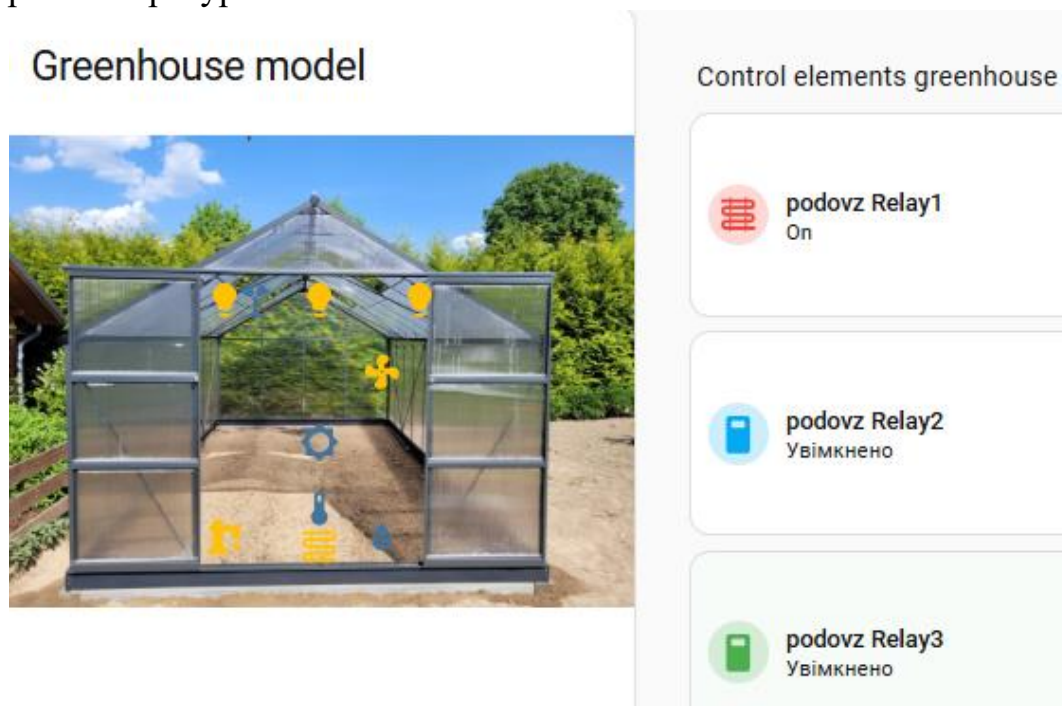 Greenhouse model
Control elements greenhouse
podovz Relay1
On
podovz Relay2
Увімкнено
podovz Relay3
Увімкнено